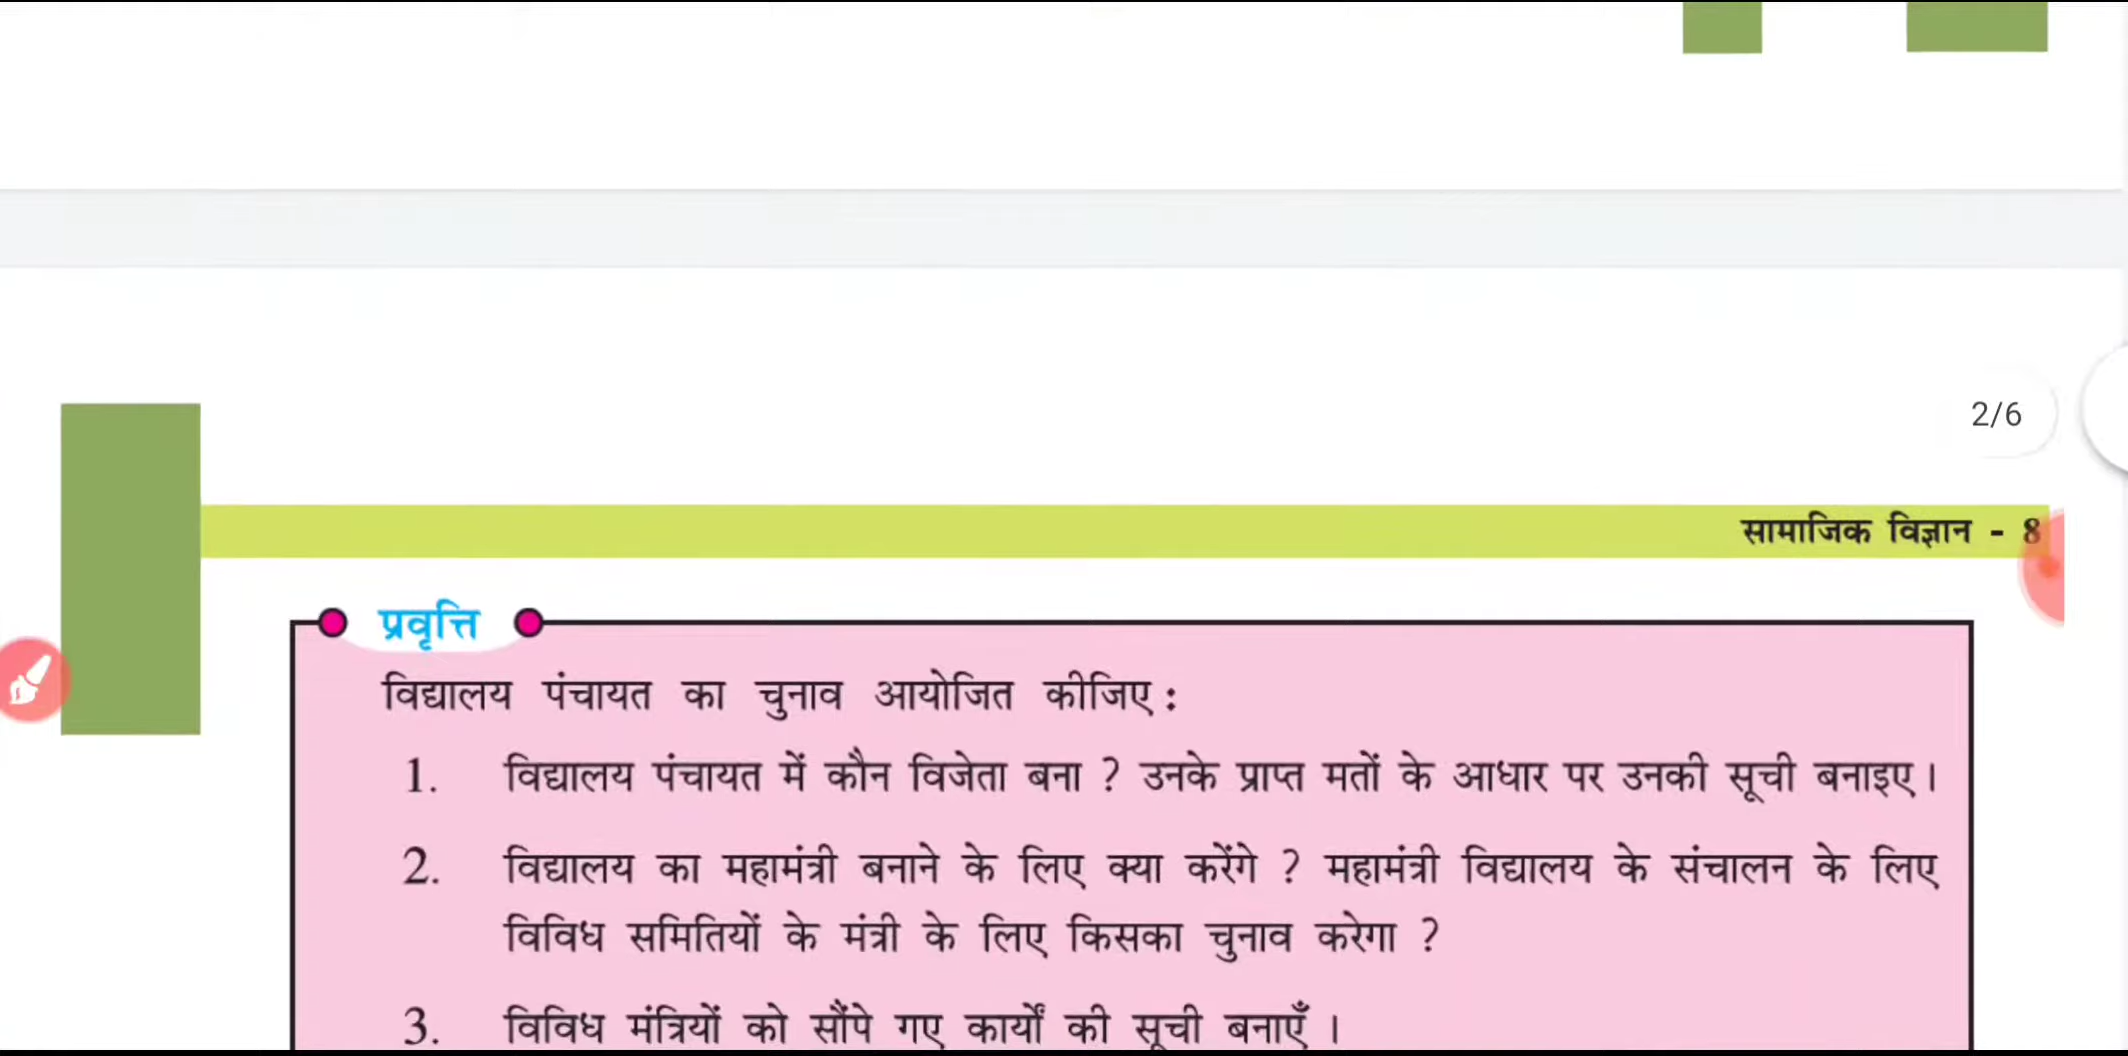 2/6
सामाजिक विज्ञान - 8
प्रवृत्ति
विद्यालय पंचायत का चुनाव आयोजित कीजिए :
1. विद्यालय पंचायत में कौन विजेता बना ? उनके प्राप्त मतों के आधार पर उनकी सूची बनाइए ।
2. विद्यालय का महामंत्री बनाने के लिए क्या करेंगे ? महामंत्री विद्यालय के संचालन के लिए
विविध समितियों के मंत्री के लिए किसका चुनाव करेगा ?
3. विविध मंत्रियों को सौंपे गए कार्यों की सूची बनाएँ ।